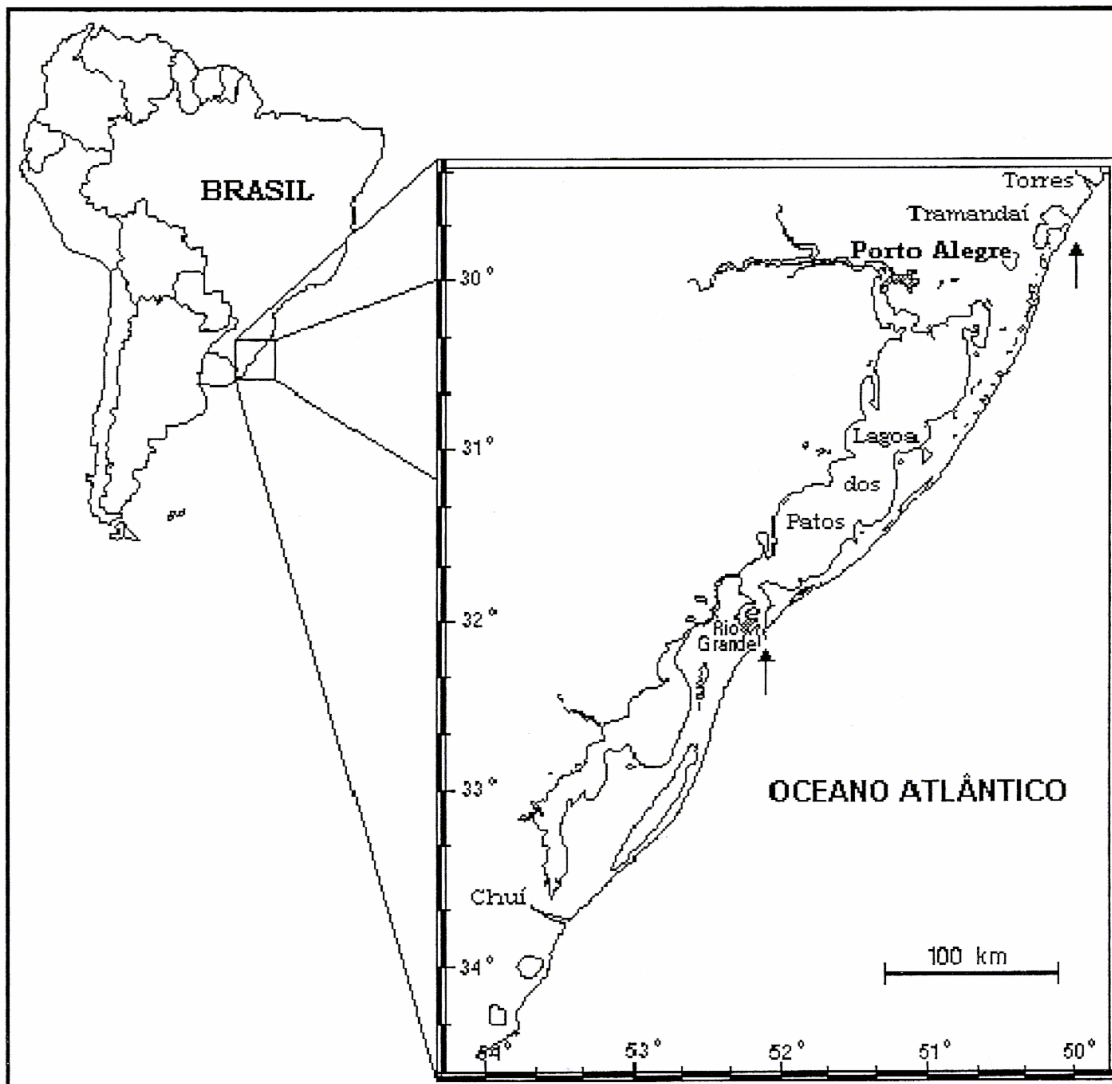 BRASIL
Torres
Tramandaí
Porto Alegre
30°
31°
Lagoa
dos
Patos
32°
Rio
Grande
33°
OCEANO ATLÂNTICO
Chuí
34°
100 km
54°
53°
52°
51°
50°